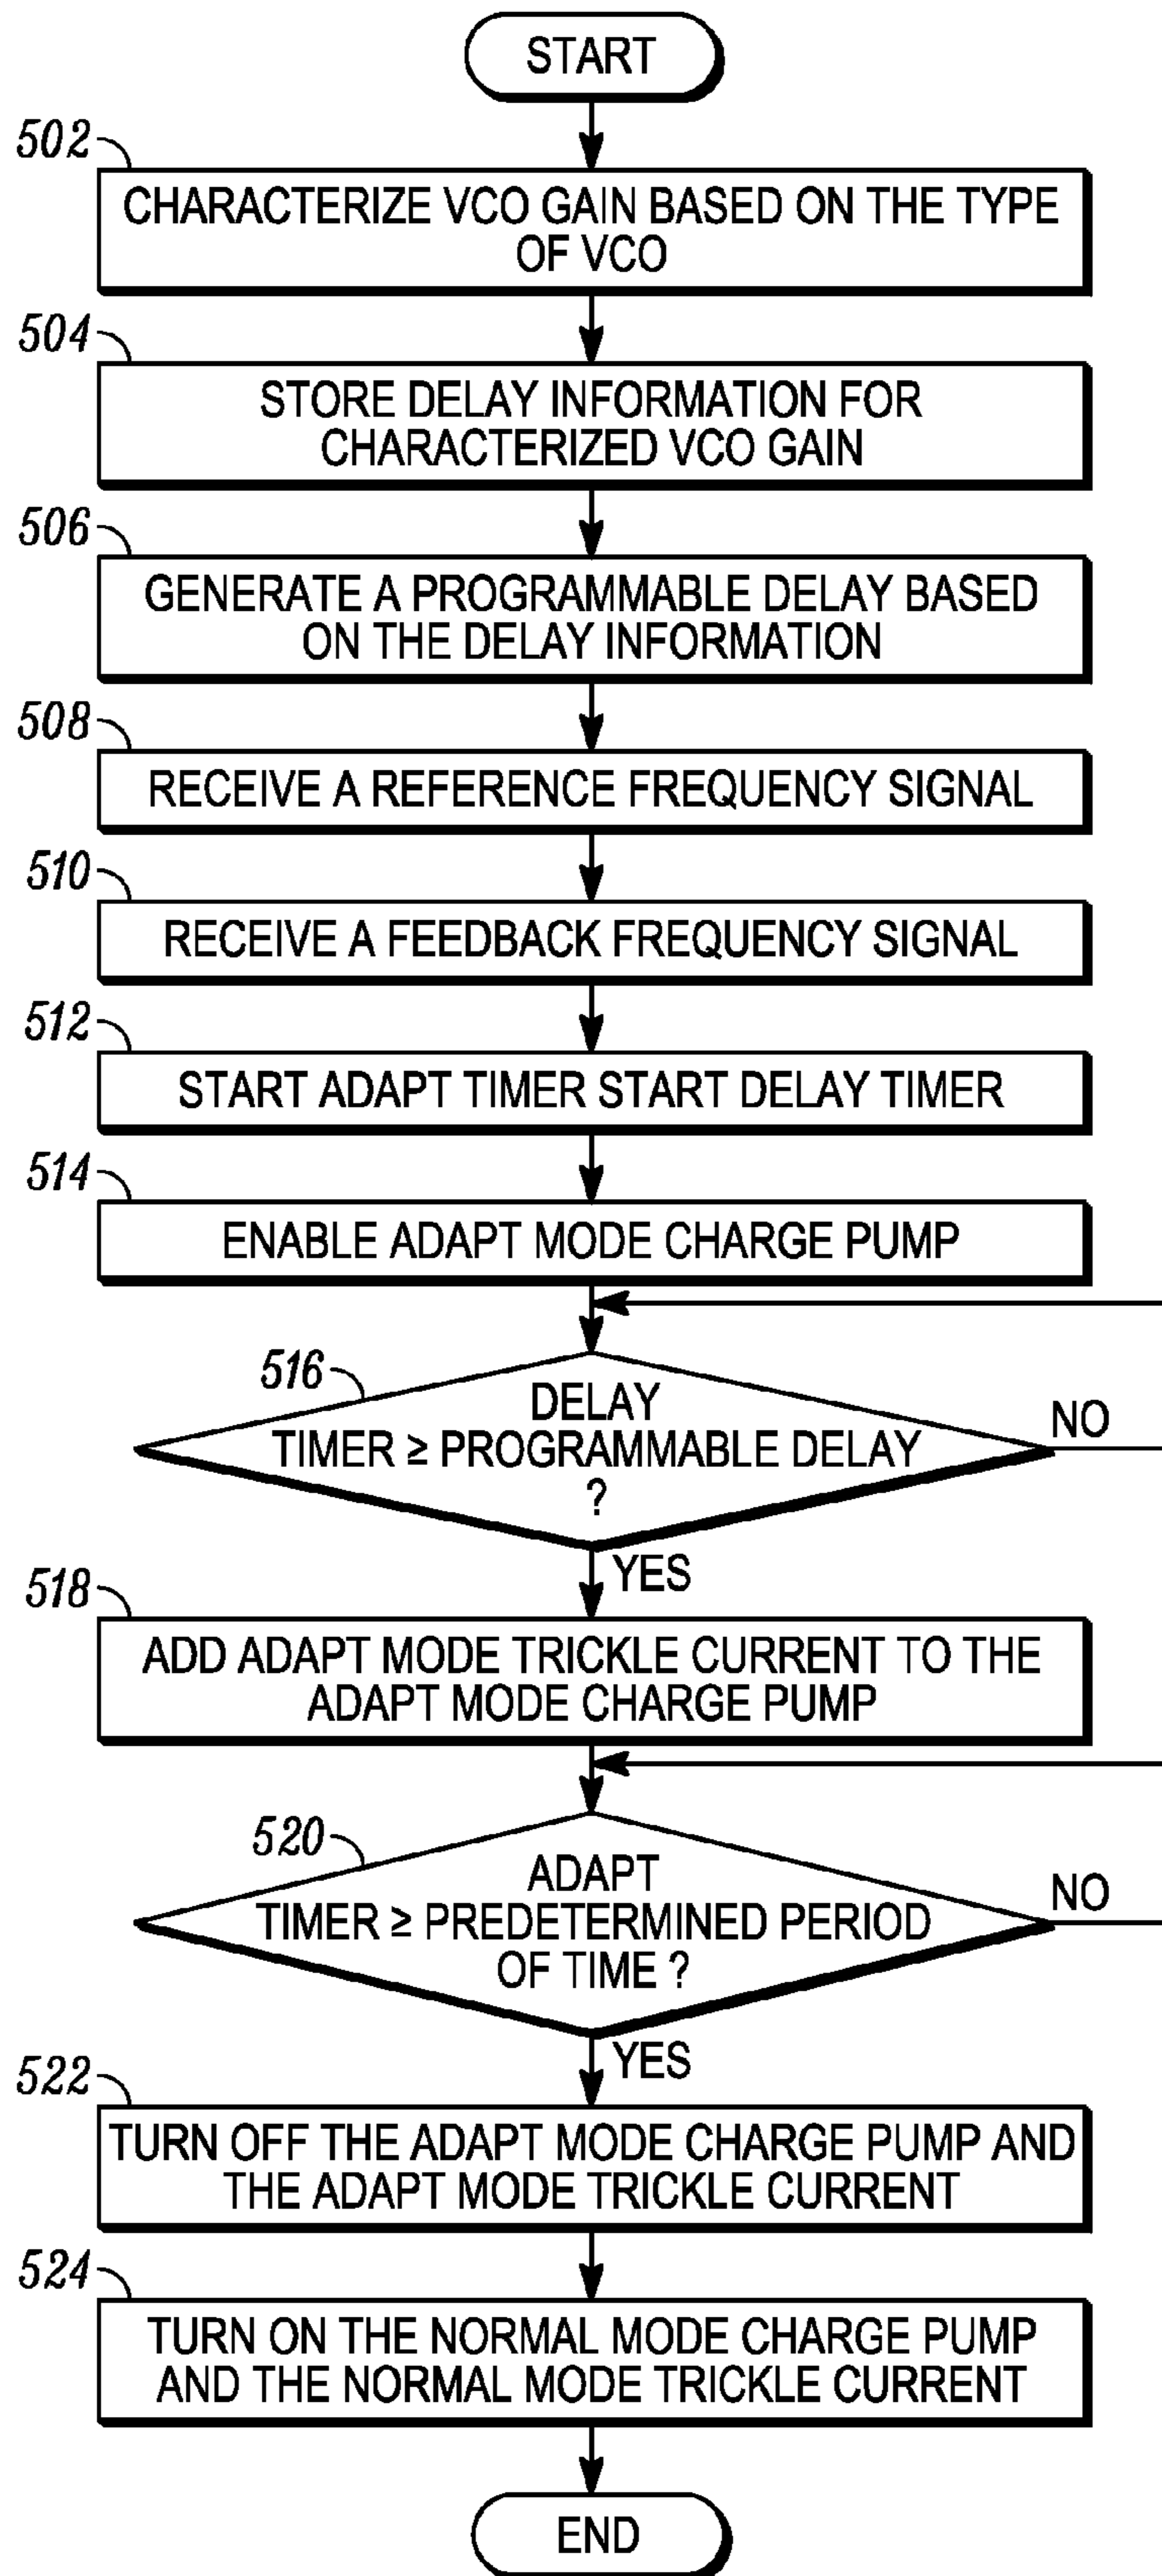 START
502
CHARACTERIZE VCO GAIN BASED ON THE TYPE
OF VCO
504
STORE DELAY INFORMATION FOR
CHARACTERIZED VCO GAIN
506
GENERATE A PROGRAMMABLE DELAY BASED
ON THE DELAY INFORMATION
508
RECEIVE A REFERENCE FREQUENCY SIGNAL
510
RECEIVE A FEEDBACK FREQUENCY SIGNAL
512
START ADAPT TIMER START DELAY TIMER
514
ENABLE ADAPT MODE CHARGE PUMP
516
DELAY
TIMER ≥ PROGRAMMABLE DELAY
?
NO
YES
518
ADD ADAPT MODE TRICKLE CURRENT TO THE
ADAPT MODE CHARGE PUMP
520
ADAPT
TIMER ≥ PREDETERMINED PERIOD
OF TIME ?
NO
YES
522
TURN OFF THE ADAPT MODE CHARGE PUMP AND
THE ADAPT MODE TRICKLE CURRENT
524
TURN ON THE NORMAL MODE CHARGE PUMP
AND THE NORMAL MODE TRICKLE CURRENT
END